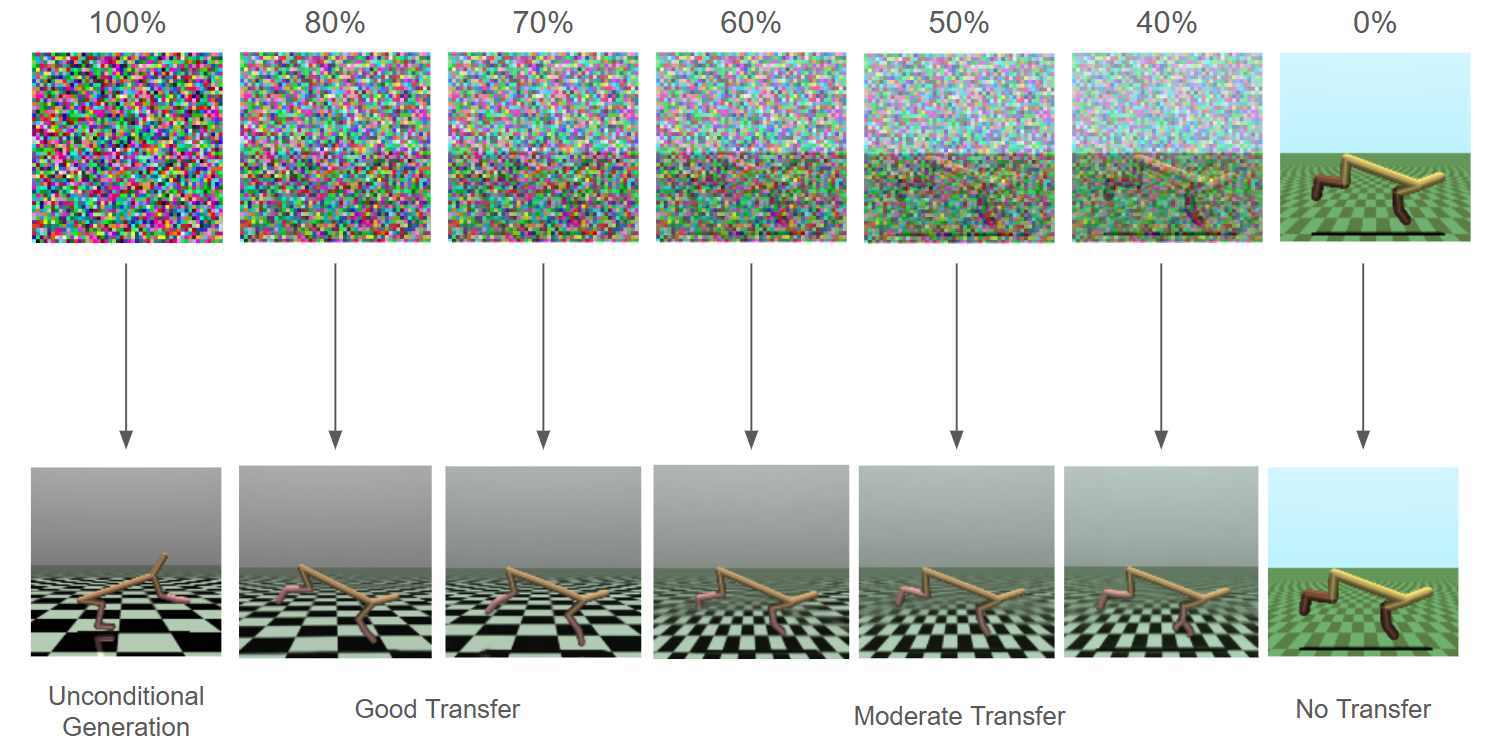 100%
80%
70%
60%
50%
40%
0%
Unconditional
Generation
Good Transfer
Moderate Transfer
No Transfer